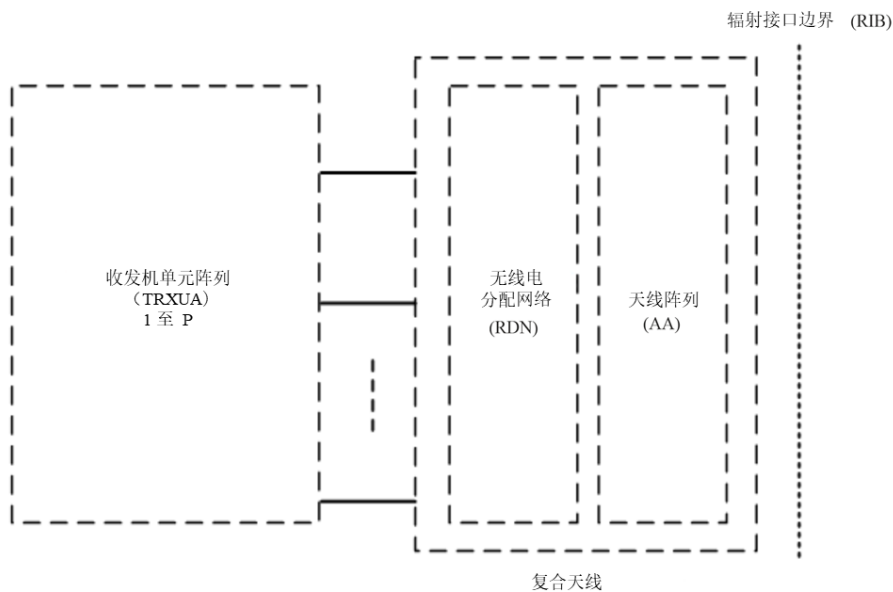 辐射接口边界 (RIB)
收发机单元阵列
（TRXUA）
1 至 P
无线电
分配网络
(RDN)
天线阵列
(AA)
复合天线